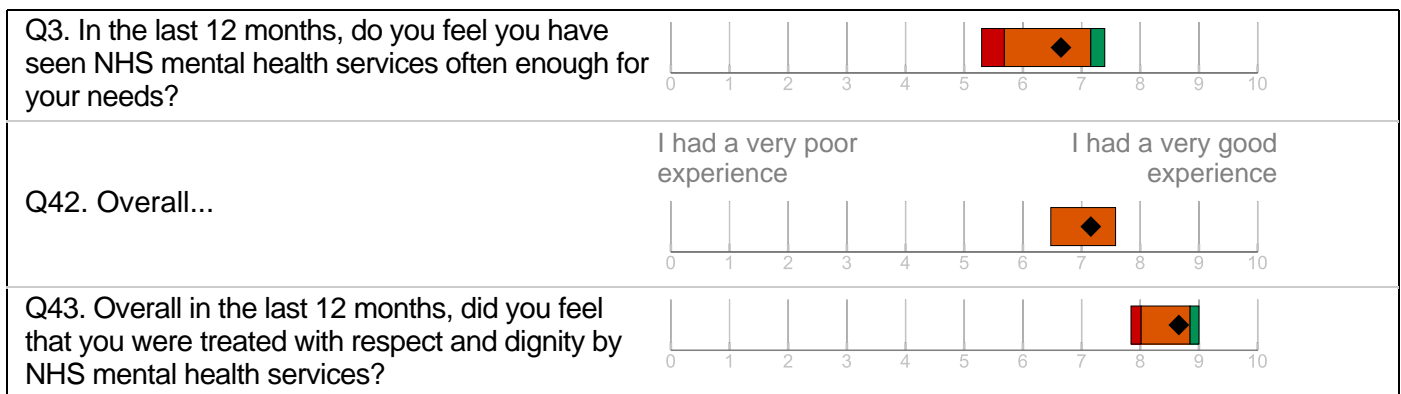 Q3. In the last 12 months, do you feel you have
seen NHS mental health services often enough for
your needs?
0 1 2 3 4 5 6 7 8 9 10
I had a very poor
experience
I had a very good
experience
Q42. Overall...
0 1 2 3 4 5 6 7 8 9 10
Q43. Overall in the last 12 months, did you feel
that you were treated with respect and dignity by
NHS mental health services?
0 1 2 3 4 5 6 7 8 9 10